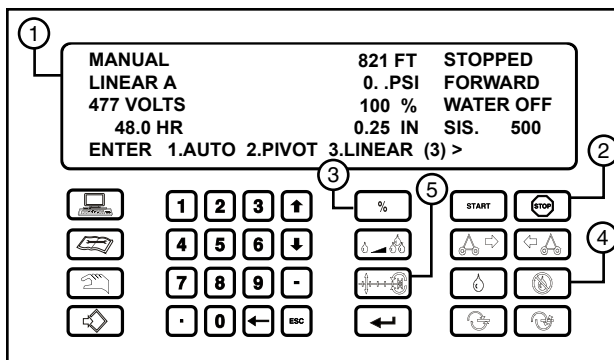 1
MANUAL 821 FT STOPPED
LINEAR A 0. .PSI FORWARD
477 VOLTS 100 % WATER OFF
48.0 HR 0.25 IN SIS. 500
ENTER 1.AUTO 2.PIVOT 3.LINEAR (3) >
2
3
5
1 2 3 % START STOP
4
4 5 6
7 8 9 -
. 0 ESC